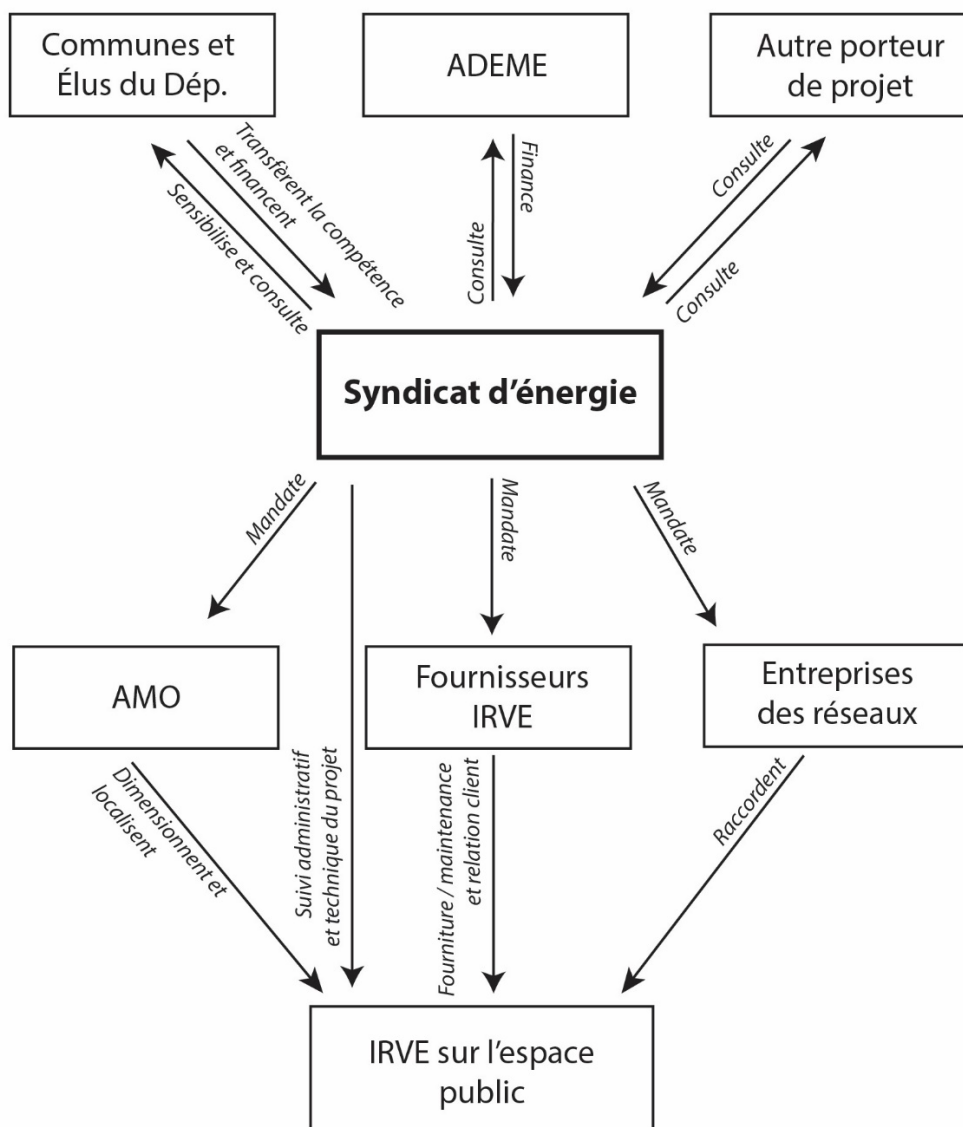 Communes et
Élus du Dép.
ADEME
Autre porteur
de projet
Transfèrent la compétence
et financent
Sensibilise et consulte
Consulte
Finance
Consulte
Consulte
Syndicat d’énergie
Mandate
Mandate
Mandate
AMO
Fournisseurs
IRVE
Entreprises
des réseaux
Dimensionnent et
localisent
Suivi administratif
et technique du projet
Fourniture / maintenance
et relation client
Raccordent
IRVE sur l’espace
public